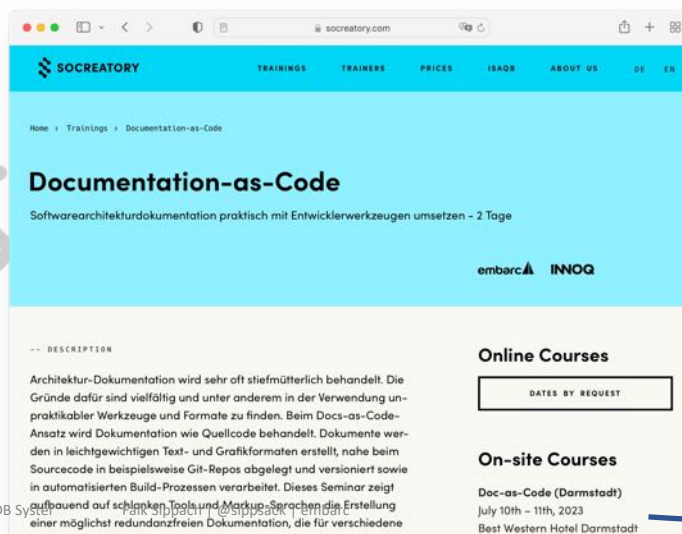 socreatory.com
SOCREATORY
TRAININGS TRAINERS PRICES ISAQB ABOUT US DE EN
Home › Trainings › Documentation-as-Code
Documentation-as-Code
Softwarearchitekturdokumentation praktisch mit Entwicklerwerkzeugen umsetzen - 2 Tage
embarc INNOQ
-- DESCRIPTION
Architektur-Dokumentation wird sehr oft stiefmütterlich behandelt. Die
Gründe dafür sind vielfältig und unter anderem in der Verwendung un-
praktikabler Werkzeuge und Formate zu finden. Beim Docs-as-Code-
Ansatz wird Dokumentation wie Quellcode behandelt. Dokumente wer-
den in leichtgewichtigen Text- und Grafikformaten erstellt, nahe beim
Sourcecode in beispielsweise Git-Repos abgelegt und versioniert sowie
in automatisierten Build-Prozessen verarbeitet. Dieses Seminar zeigt
aufbauend auf schlanken Tools und Markup-Sprachen die Erstellung
einer möglichst redundanzfreien Dokumentation, die für verschiedene
Online Courses
DATES BY REQUEST
On-site Courses
Doc-as-Code (Darmstadt)
July 10th – 11th, 2023
Best Western Hotel Darmstadt
Falk Sippach | @sippsack | embarc